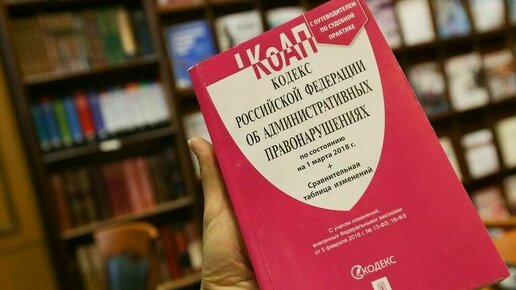 КоАП
С ПУТЕВОДИТЕЛЕМ
ПО СУДЕБНОЙ
ПРАКТИКЕ
КОДЕКС
РОССИЙСКОЙ ФЕДЕРАЦИИ
ОБ АДМИНИСТРАТИВНЫХ
ПРАВОНАРУШЕНИЯХ
по состоянию
на 1 марта 2018 г.
+
Сравнительная
таблица изменений
С учетом изменений,
внесенных Федеральными законами
от 5 февраля 2018 г. № 13-ФЗ, 16-ФЗ
КОДЕКС